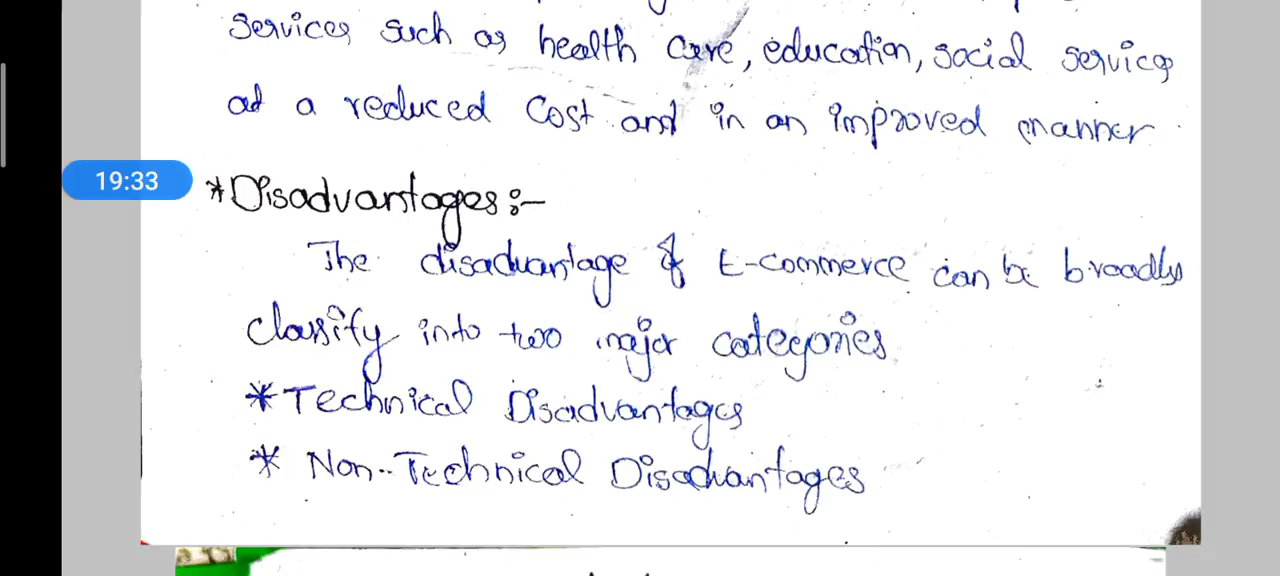 services such as health care, education, social services
at a reduced cost and in an improved manner.
19:33
*Disadvantages:-
The disadvantage of E-commerce can be broadly
classify into two major categories.
*Technical Disadvantages
* Non-Technical Disadvantages